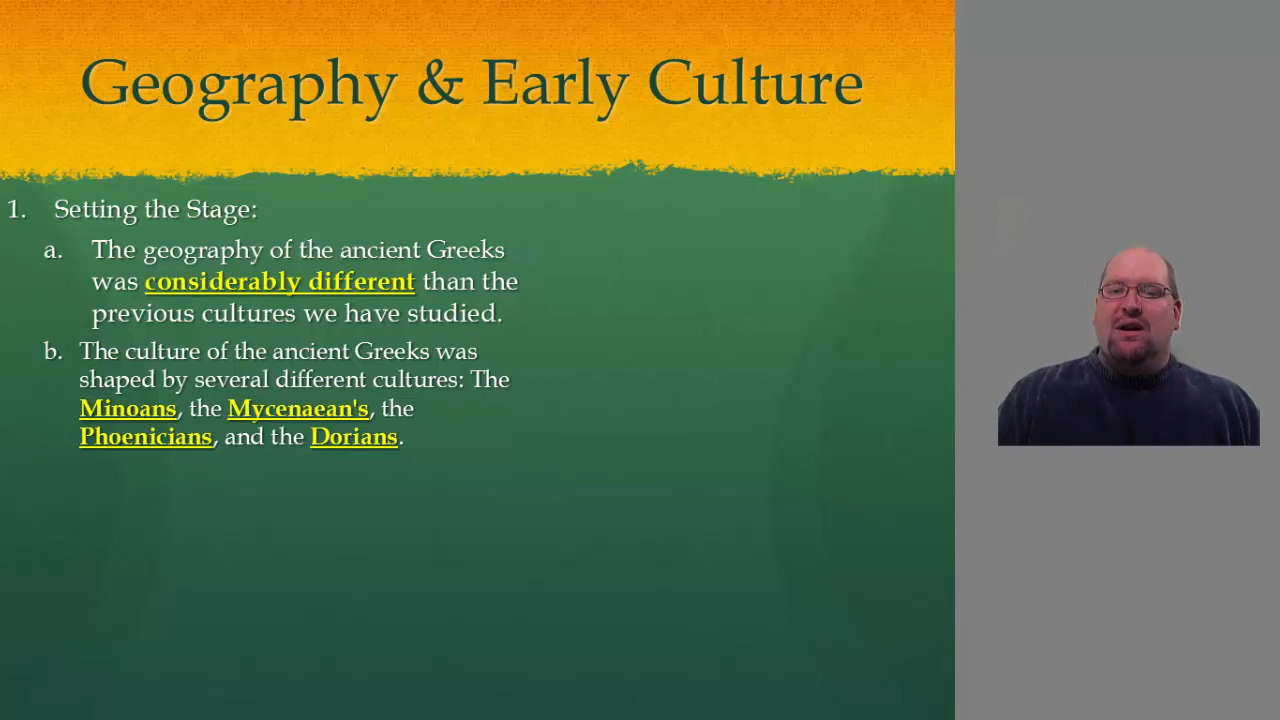 Geography & Early Culture
1. Setting the Stage:
a. The geography of the ancient Greeks
was considerably different than the
previous cultures we have studied.
b. The culture of the ancient Greeks was
shaped by several different cultures: The
Minoans, the Mycenaean's, the
Phoenicians, and the Dorians.